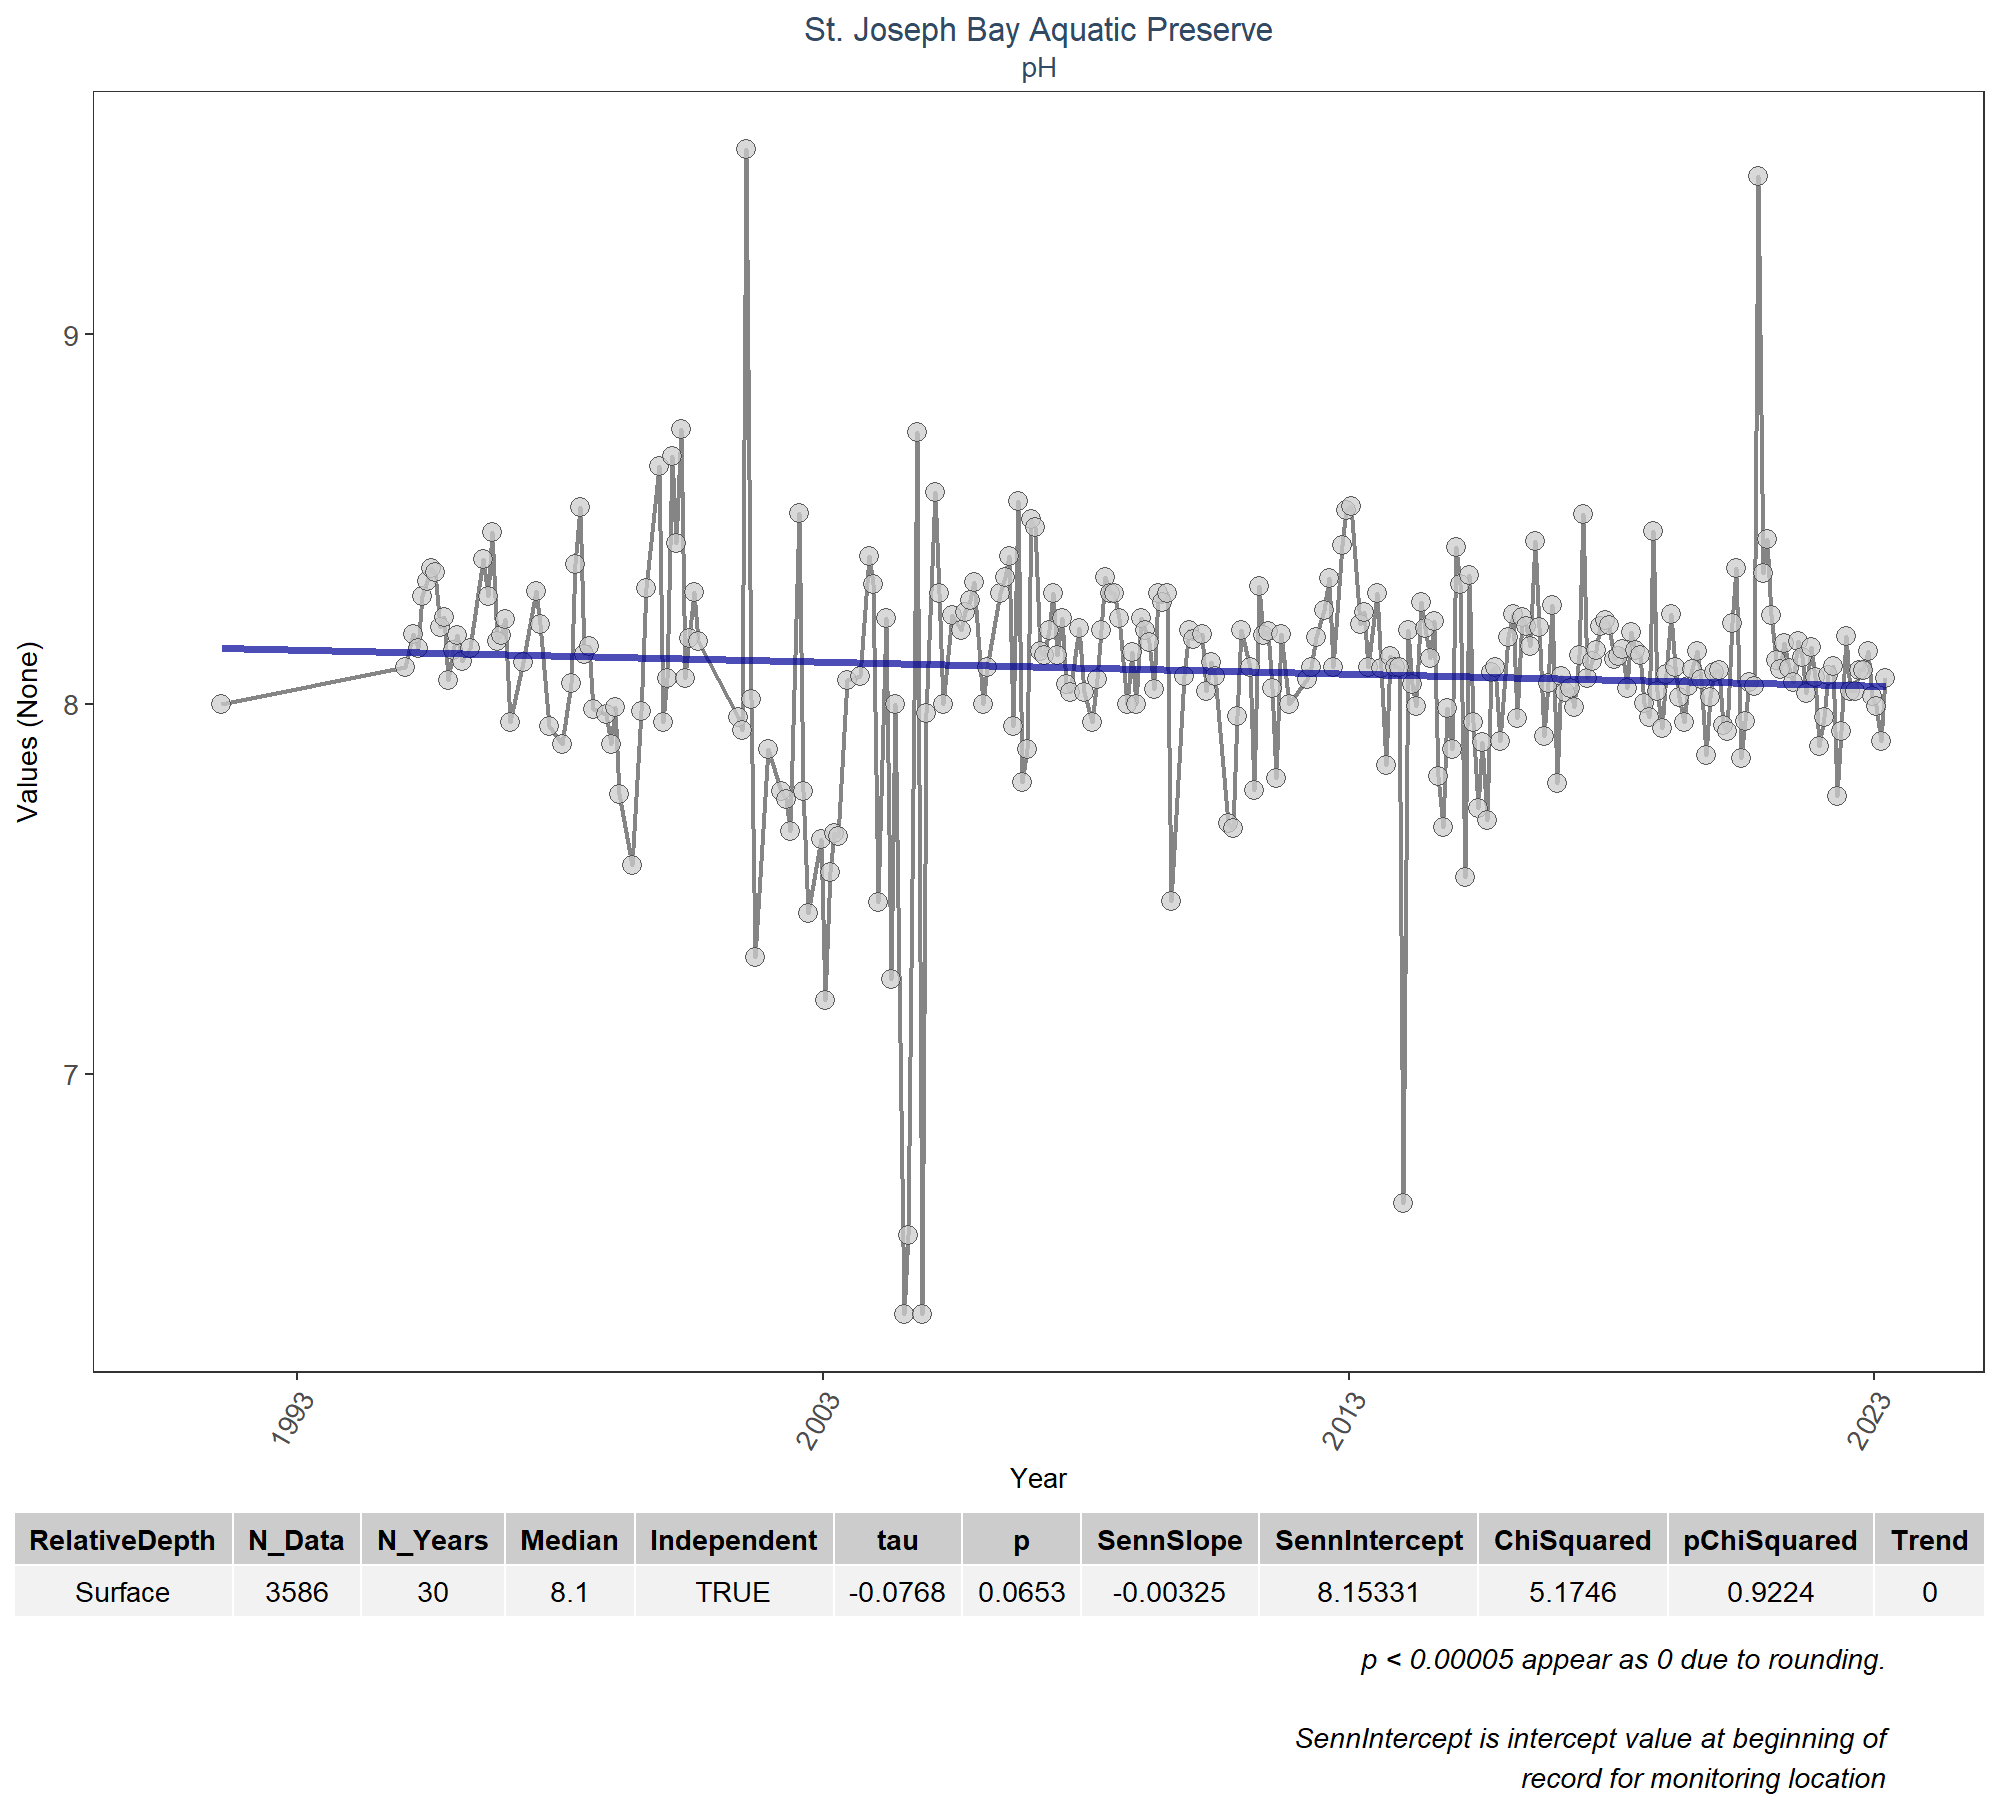 St. Joseph Bay Aquatic Preserve
pH
Values (None)
9
8
7
1993 2003 2013 2023
Year
RelativeDepth N_Data N_Years Median Independent tau p SennSlope SennIntercept ChiSquared pChiSquared Trend
Surface 3586 30 8.1 TRUE -0.0768 0.0653 -0.00325 8.15331 5.1746 0.9224 0
p < 0.00005 appear as 0 due to rounding.
SennIntercept is intercept value at beginning of
record for monitoring location